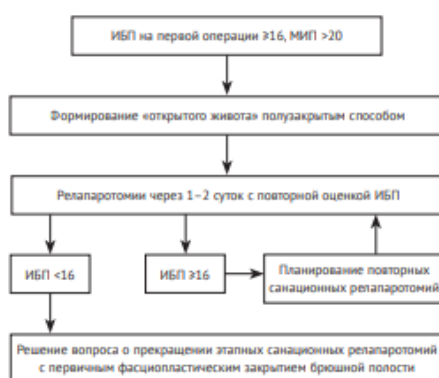 ИБП на первой операции ≥16, МИП >20
Формирование «открытого живота» полузакрытым способом
Релапаротомии через 1–2 суток с повторной оценкой ИБП
ИБП <16
ИБП ≥16
Планирование повторных
санационных релапаротомий
Решение вопроса о прекращении этапных санационных релапаротомий
с первичным фасциопластическим закрытием брюшной полости